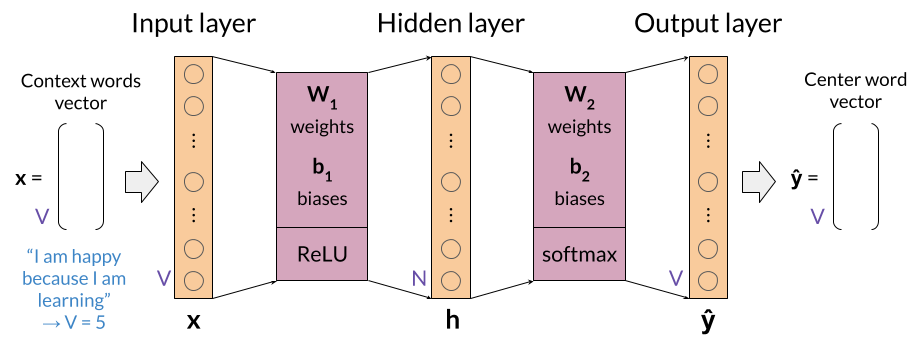 Input layer
Hidden layer
Output layer
Context words
vector
x =
V
"I am happy
because I am
learning"
→ V = 5
V
x
W1
weights
b1
biases
ReLU
N
h
W2
weights
b2
biases
softmax
V
ŷ
Center word
vector
ŷ =
V